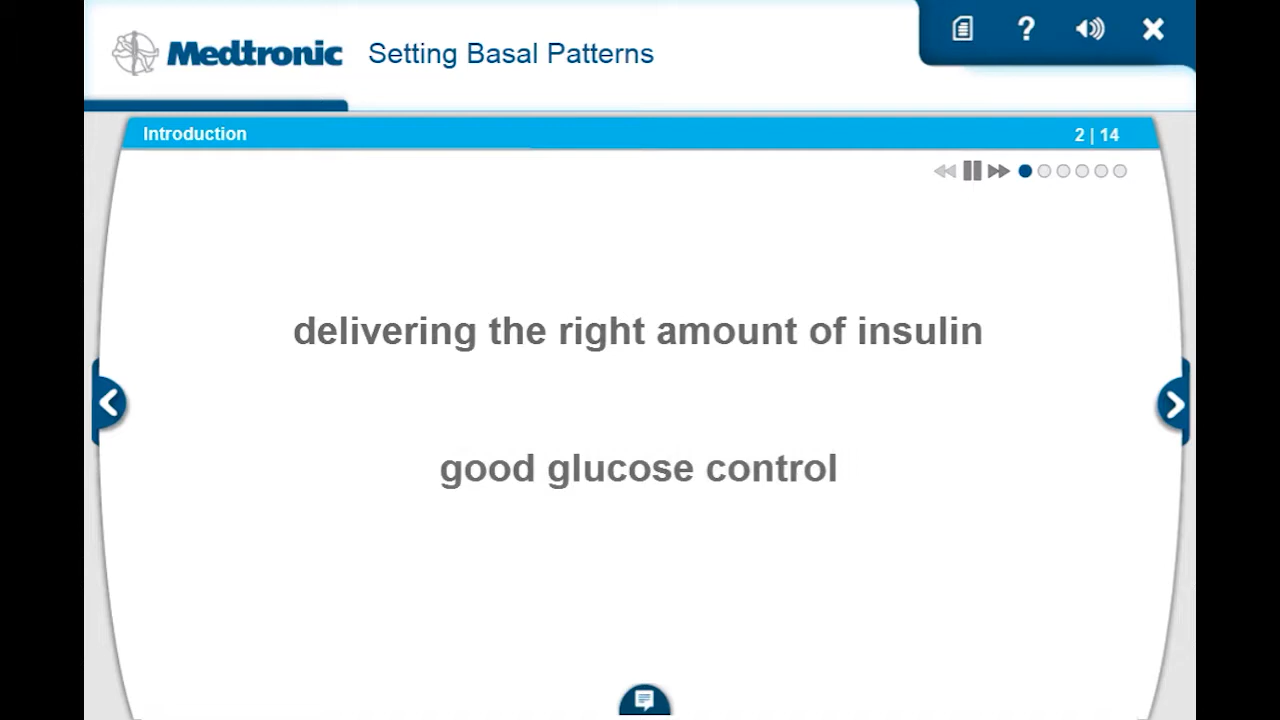 Medtronic
Setting Basal Patterns
?
Introduction
2 | 14
delivering the right amount of insulin
good glucose control